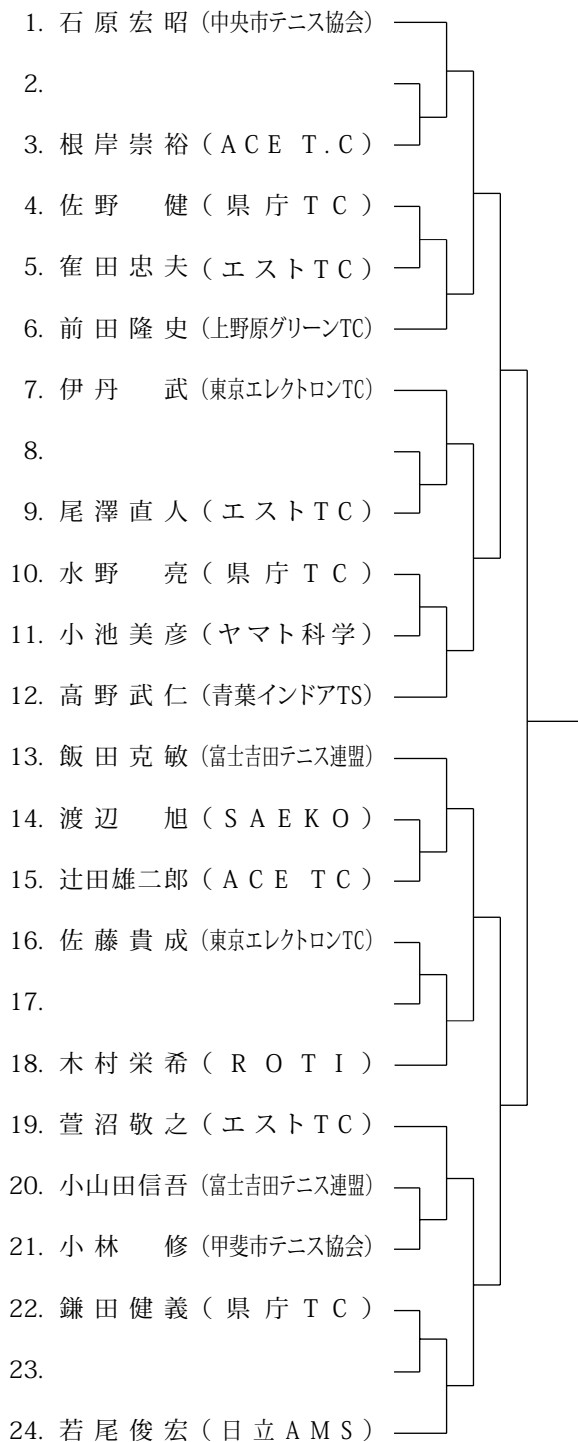 1. 石原宏昭（中央市テニス協会）
2.
3. 根岸崇裕（ACE T.C）
4. 佐野　健（県庁TC）
5. 隺田忠夫（エストTC）
6. 前田隆史（上野原グリーンTC）
7. 伊丹　武（東京エレクトロンTC）
8.
9. 尾澤直人（エストTC）
10. 水野　亮（県庁TC）
11. 小池美彦（ヤマト科学）
12. 高野武仁（青葉インドアTS）
13. 飯田克敏（富士吉田テニス連盟）
14. 渡辺　旭（SAEKO）
15. 辻田雄二郎（ACE TC）
16. 佐藤貴成（東京エレクトロンTC）
17.
18. 木村栄希（ROTI）
19. 萱沼敬之（エストTC）
20. 小山田信吾（富士吉田テニス連盟）
21. 小林　修（甲斐市テニス協会）
22. 鎌田健義（県庁TC）
23.
24. 若尾俊宏（日立AMS）